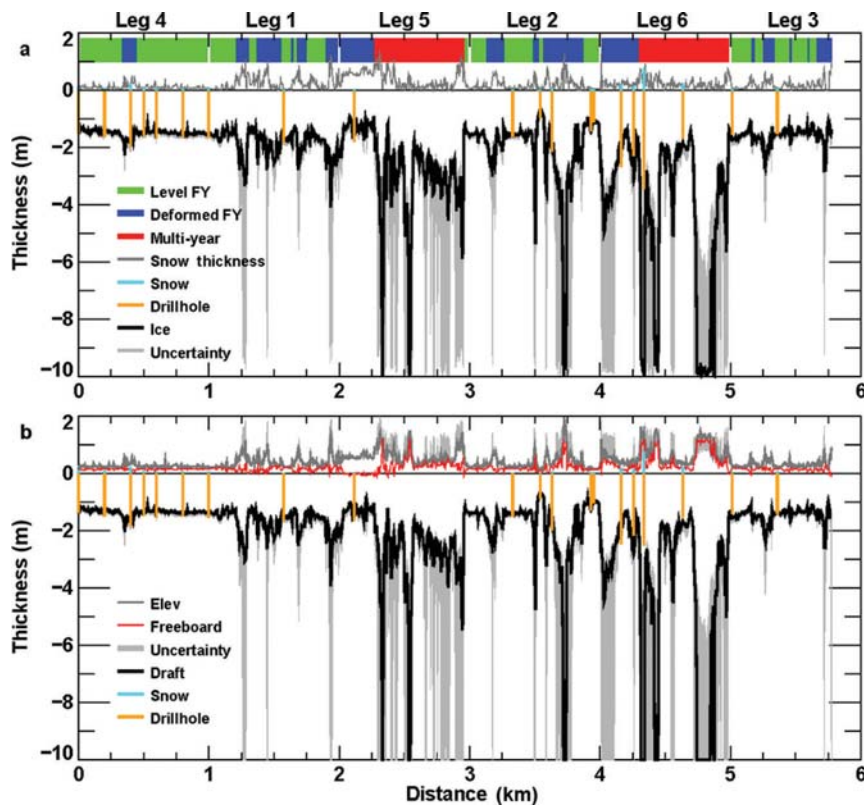 Leg 4 Leg 1 Leg 5 Leg 2 Leg 6 Leg 3
a
2
0
−2
−4
−6
−8
−10
Thickness (m)
Level FY
Deformed FY
Multi-year
Snow thickness
Snow
Drillhole
Ice
Uncertainty
0 1 2 3 4 5 6
b
2
0
−2
−4
−6
−8
−10
Thickness (m)
Elev
Freeboard
Uncertainty
Draft
Snow
Drillhole
0 1 2 3 4 5 6
Distance (km)